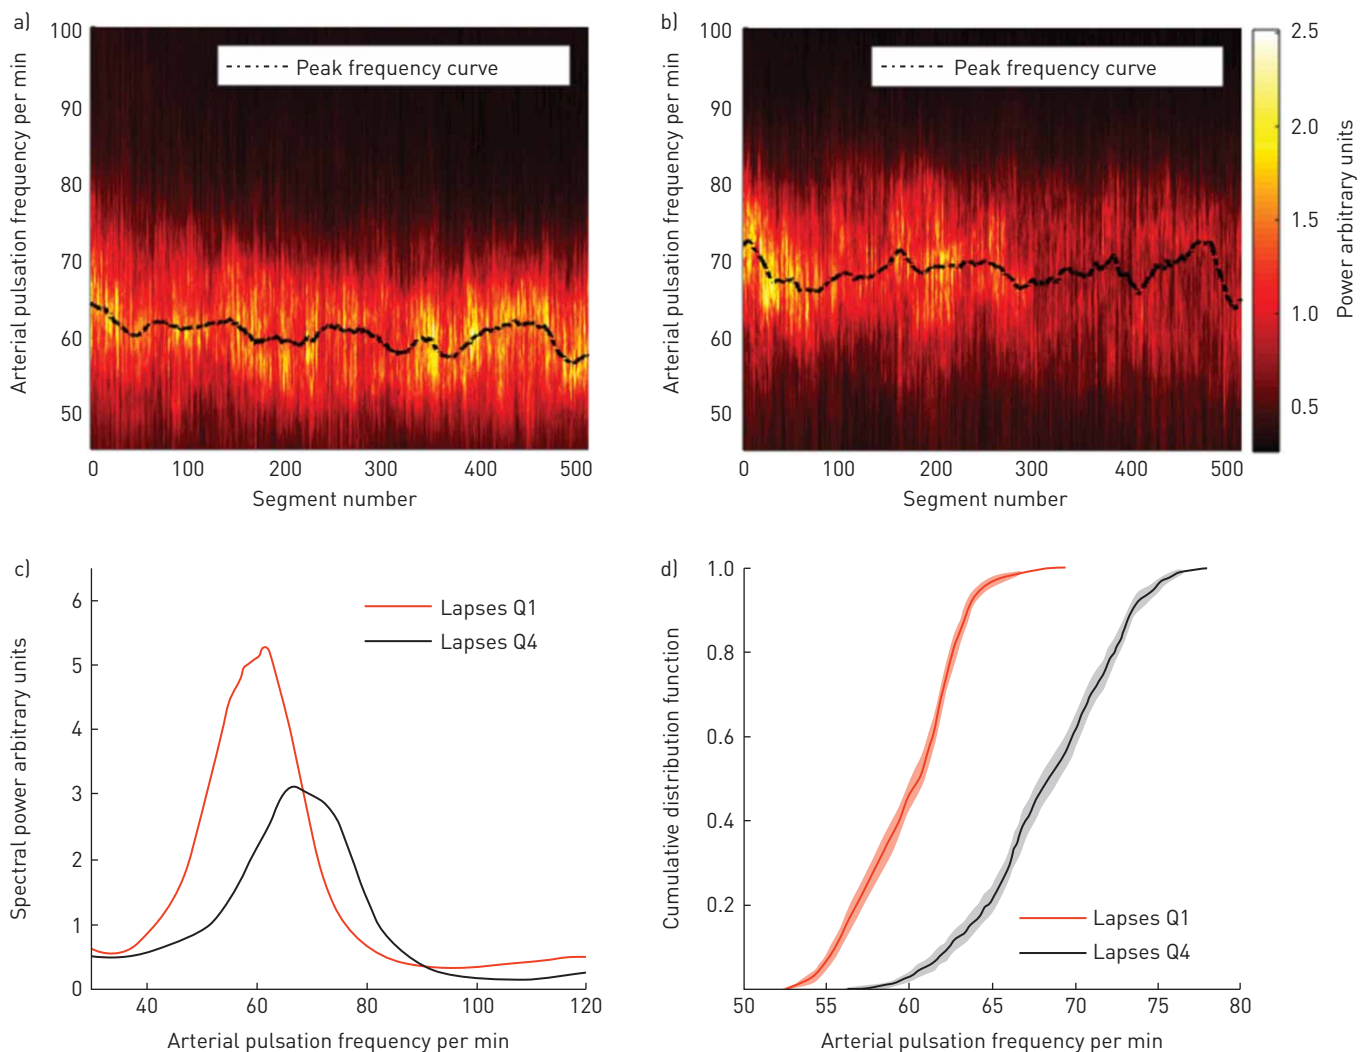 a)
Arterial pulsation frequency per min
100
90
80
70
60
50
Peak frequency curve
0 100 200 300 400 500
Segment number
b)
Arterial pulsation frequency per min
100
90
80
70
60
50
Peak frequency curve
0 100 200 300 400 500
Segment number
2.5
2.0
1.5
1.0
0.5
Power arbitrary units
c)
Spectral power arbitrary units
6
5
4
3
2
1
0
Lapses Q1
Lapses Q4
40 60 80 100 120
Arterial pulsation frequency per min
d)
Cumulative distribution function
1.0
0.8
0.6
0.4
0.2
Lapses Q1
Lapses Q4
50 55 60 65 70 75 80
Arterial pulsation frequency per min